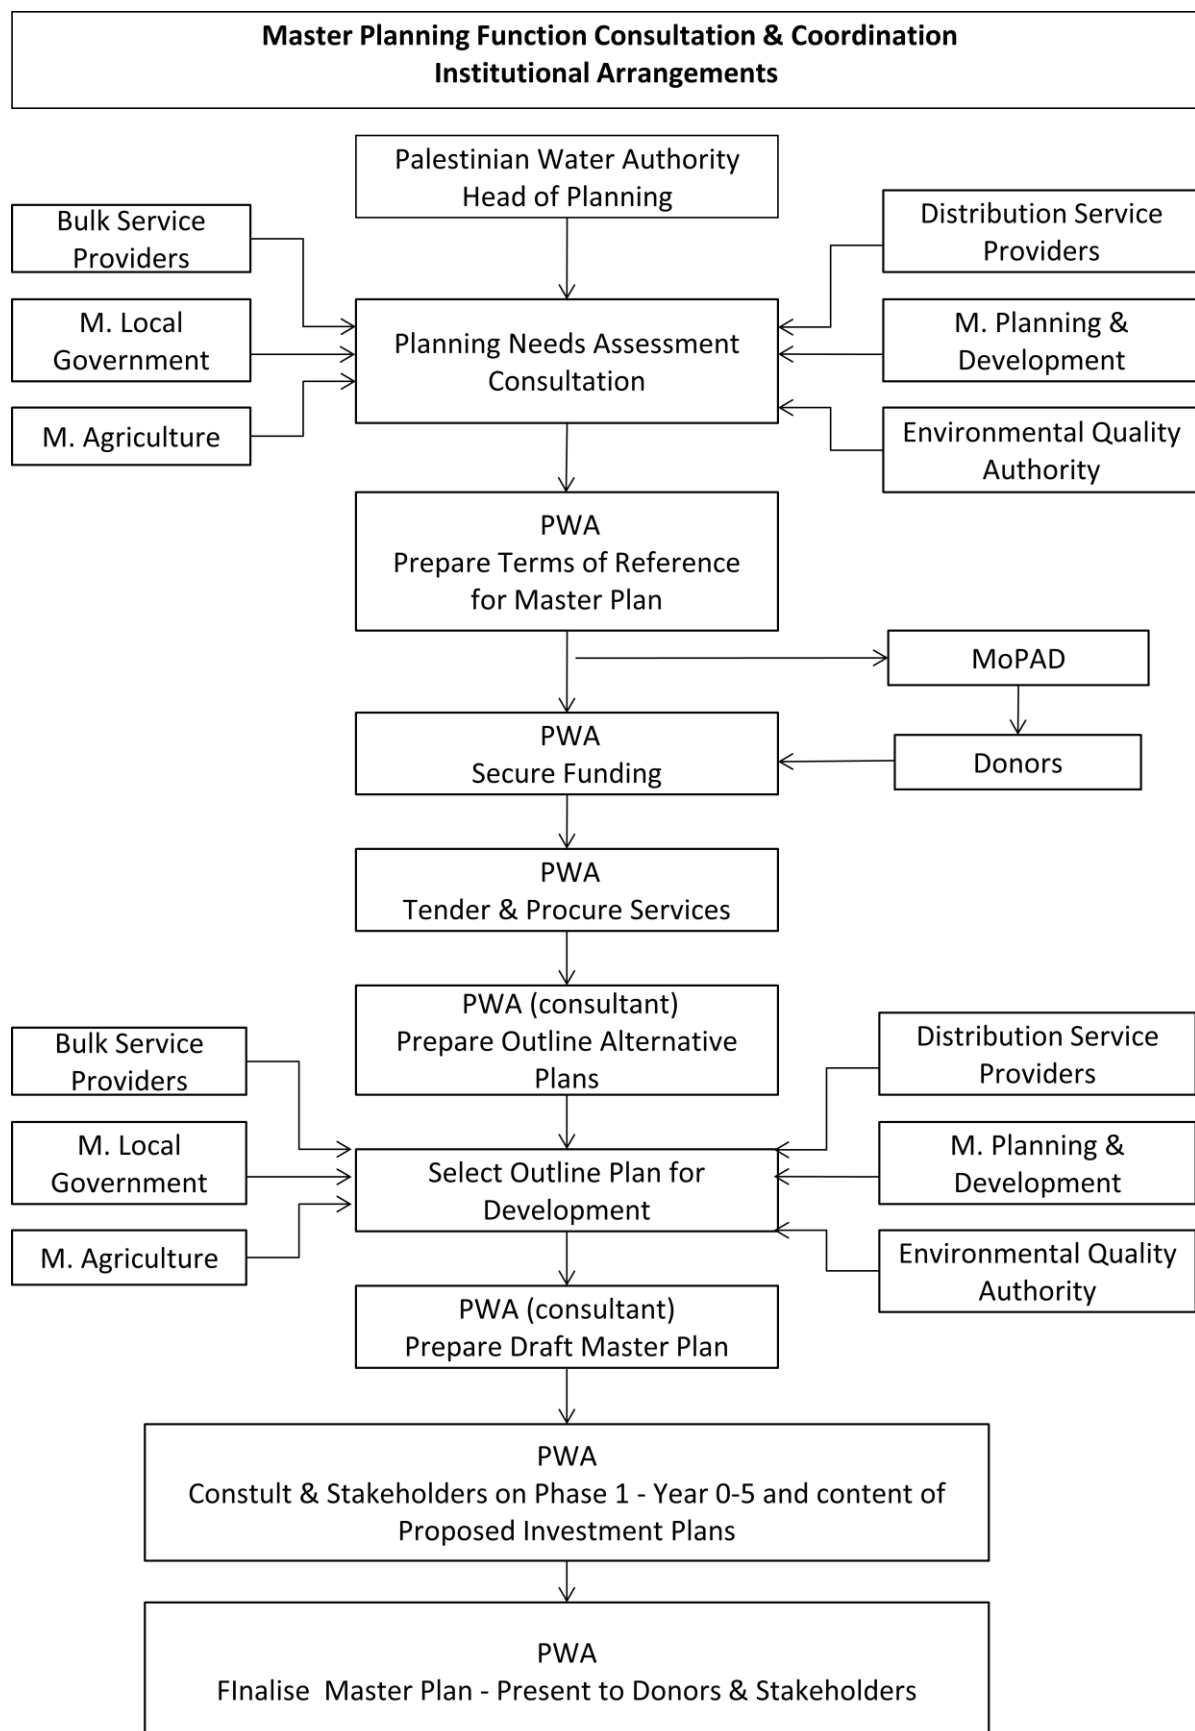 Master Planning Function Consultation & Coordination
Institutional Arrangements
Palestinian Water Authority
Head of Planning
Bulk Service
Providers
Distribution Service
Providers
M. Local
Government
Planning Needs Assessment
Consultation
M. Planning &
Development
M. Agriculture
Environmental Quality
Authority
PWA
Prepare Terms of Reference
for Master Plan
MoPAD
PWA
Secure Funding
Donors
PWA
Tender & Procure Services
PWA (consultant)
Prepare Outline Alternative
Plans
Bulk Service
Providers
Distribution Service
Providers
M. Local
Government
Select Outline Plan for
Development
M. Planning &
Development
M. Agriculture
Environmental Quality
Authority
PWA (consultant)
Prepare Draft Master Plan
PWA
Constult & Stakeholders on Phase 1 - Year 0-5 and content of
Proposed Investment Plans
PWA
FInalise  Master Plan - Present to Donors & Stakeholders